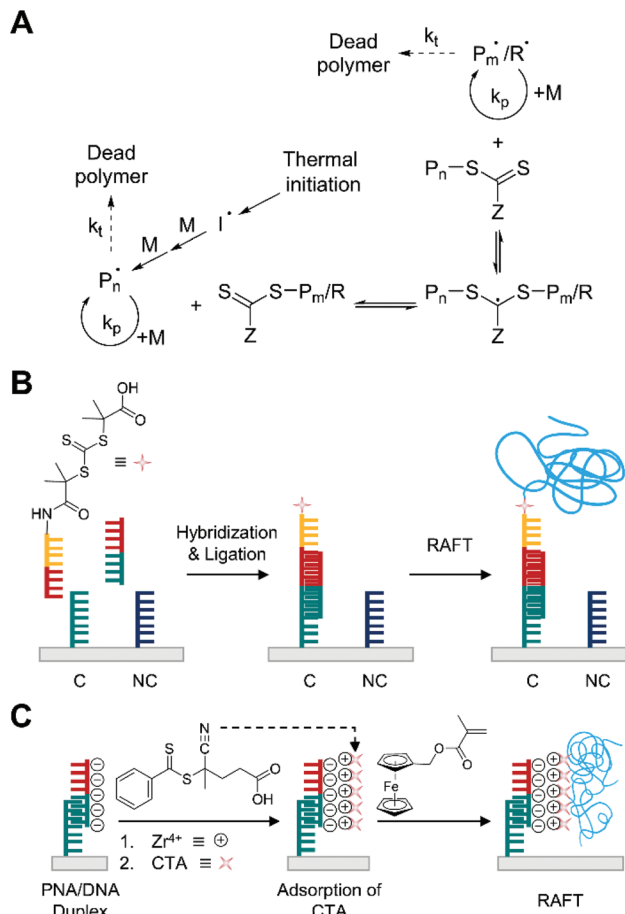 A
Dead
polymer
kt
Pm•/R•
kp
+M
+
Pn
S
S
Z
Dead
polymer
Thermal
initiation
kt
M
M
I•
Pn•
kp
+M
+
S
S–Pm/R
Z
Pn–S
S–Pm/R
Z
B
OH
O
S
S
S
≡
O
HN
Hybridization
& Ligation
RAFT
C
NC
C
NC
C
NC
C
N
S
S
O
OH
O
O
Fe
1. Zr4+ ≡ +
2. CTA ≡
PNA/DNA
Duplex
Adsorption of
CTA
RAFT